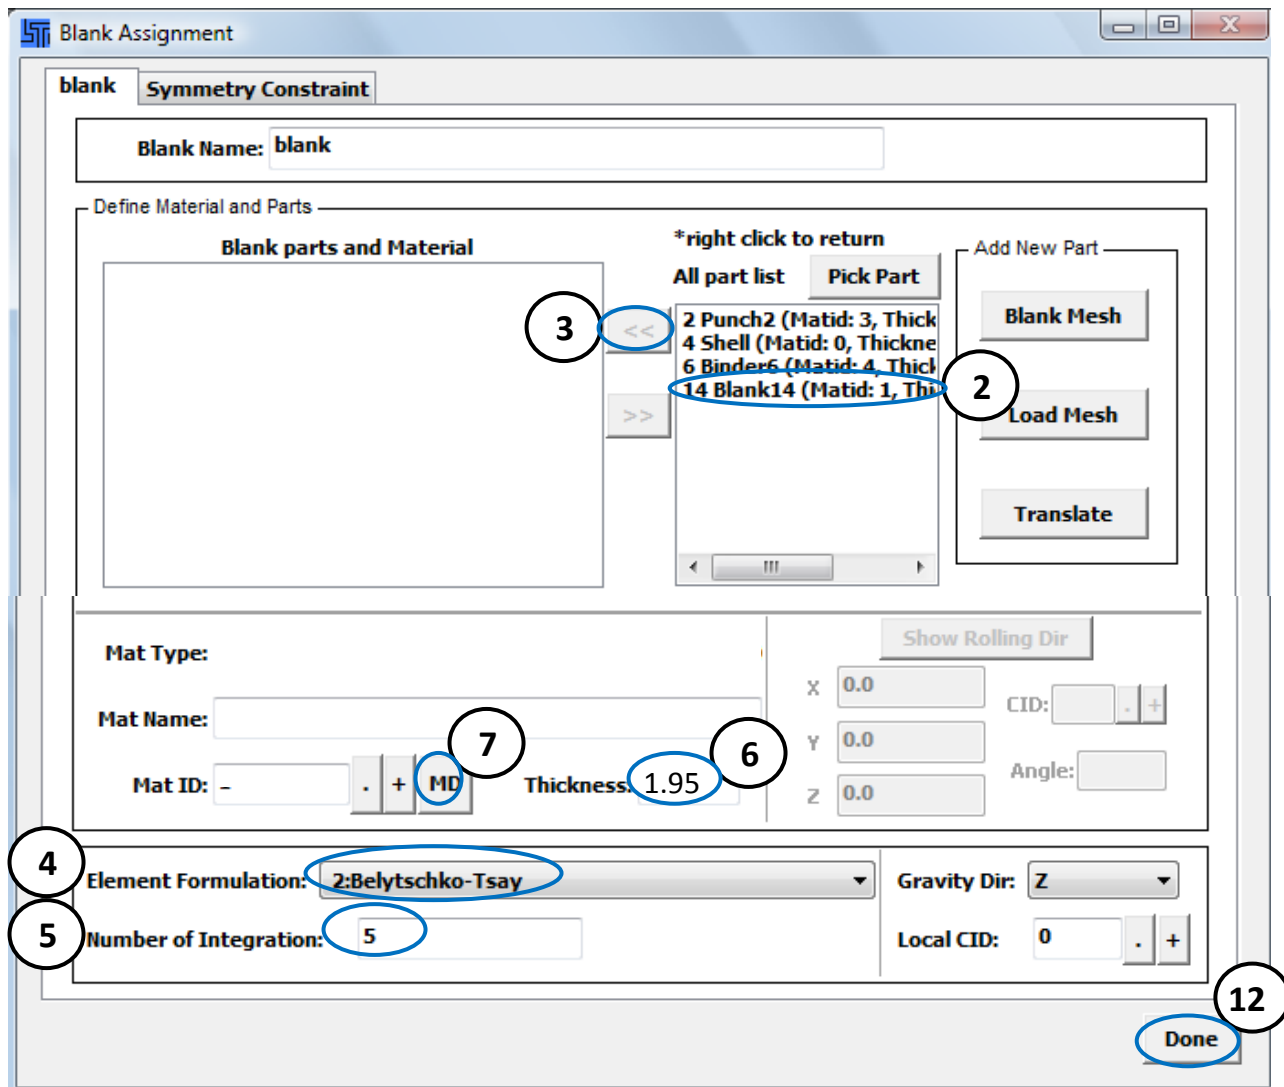 Blank Assignment
blank
Symmetry Constraint
Blank Name: blank
Define Material and Parts
Blank parts and Material
*right click to return
All part list
Pick Part
Add New Part
3
<<
>>
2 Punch2 (Matid: 3, Thick
4 Shell (Matid: 0, Thickne
6 Binder6 (Matid: 4, Thick
14 Blank14 (Matid: 1, Thi
2
Blank Mesh
Load Mesh
Translate
Mat Type:
Mat Name:
7
6
Mat ID: –
. + MD
Thickness: 1.95
Show Rolling Dir
X 0.0
Y 0.0
Z 0.0
CID: . +
Angle:
4
Element Formulation: 2:Belytschko-Tsay
5
Number of Integration: 5
Gravity Dir: Z
Local CID: 0 . +
12
Done